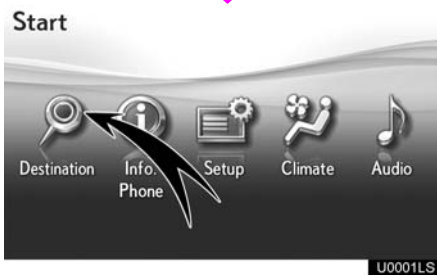 Start
Destination
Info.
Phone
Setup
Climate
Audio
U0001LS